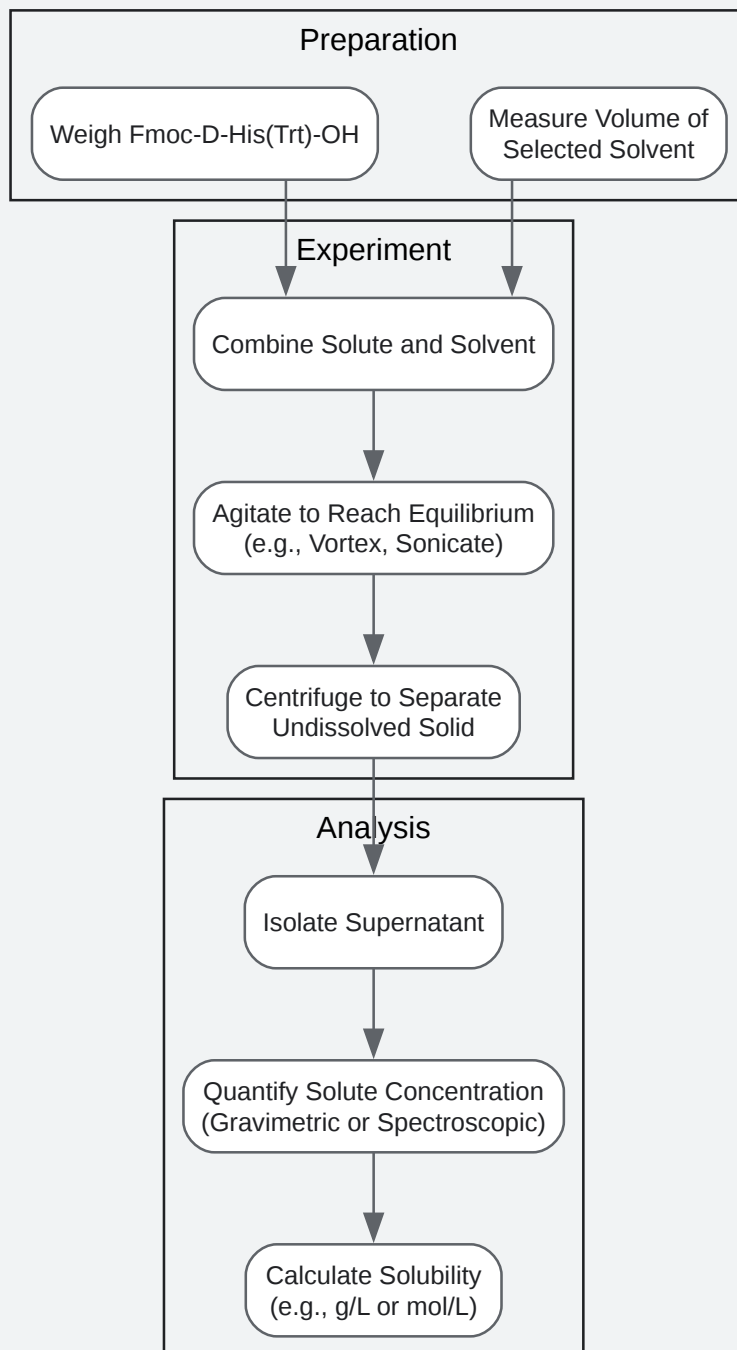 Preparation
Weigh Fmoc-D-His(Trt)-OH
Measure Volume of
Selected Solvent
Experiment
Combine Solute and Solvent
Agitate to Reach Equilibrium
(e.g., Vortex, Sonicate)
Centrifuge to Separate
Undissolved Solid
Analysis
Isolate Supernatant
Quantify Solute Concentration
(Gravimetric or Spectroscopic)
Calculate Solubility
(e.g., g/L or mol/L)